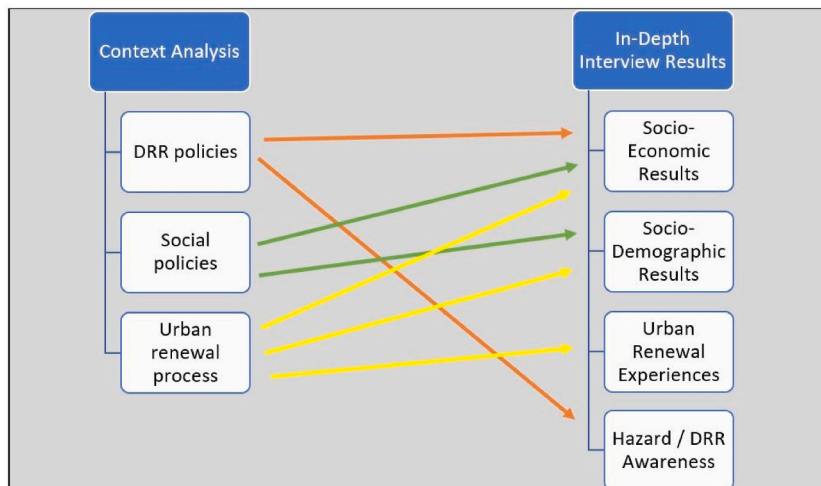 Context Analysis
DRR policies
Social
policies
Urban
renewal
process
In-Depth
Interview Results
Socio-
Economic
Results
Socio-
Demographic
Results
Urban
Renewal
Experiences
Hazard / DRR
Awareness